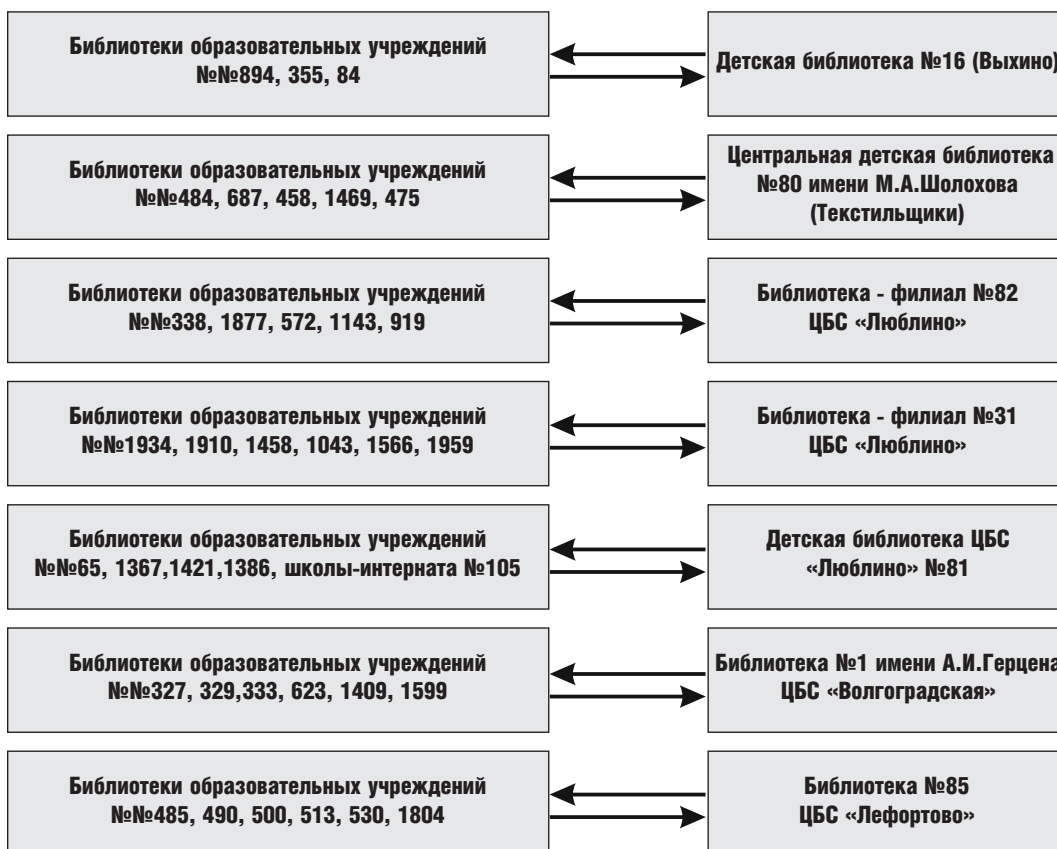 Библиотеки образовательных учреждений
№№894, 355, 84
Детская библиотека №16 (Выхино)
Библиотеки образовательных учреждений
№№484, 687, 458, 1469, 475
Центральная детская библиотека
№80 имени М.А.Шолохова
(Текстильщики)
Библиотеки образовательных учреждений
№№338, 1877, 572, 1143, 919
Библиотека - филиал №82
ЦБС «Люблино»
Библиотеки образовательных учреждений
№№1934, 1910, 1458, 1043, 1566, 1959
Библиотека - филиал №31
ЦБС «Люблино»
Библиотеки образовательных учреждений
№№65, 1367,1421,1386, школы-интерната №105
Детская библиотека ЦБС
«Люблино» №81
Библиотеки образовательных учреждений
№№327, 329,333, 623, 1409, 1599
Библиотека №1 имени А.И.Герцена
ЦБС «Волгоградская»
Библиотеки образовательных учреждений
№№485, 490, 500, 513, 530, 1804
Библиотека №85
ЦБС «Лефортово»